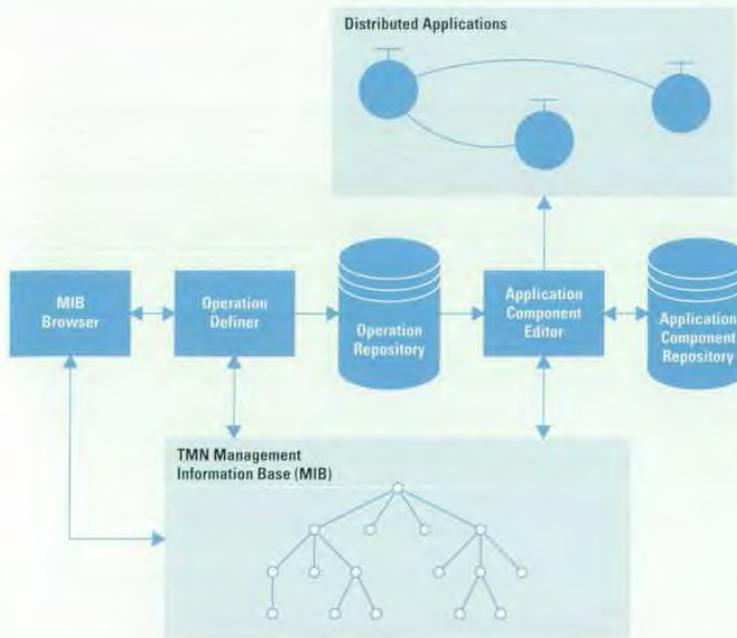 Distributed Applications
MIB
Browser
Operation
Definer
Operation
Repository
Application
Component
Editor
Application
Component
Repository
TMN Management
Information Base (MIB)